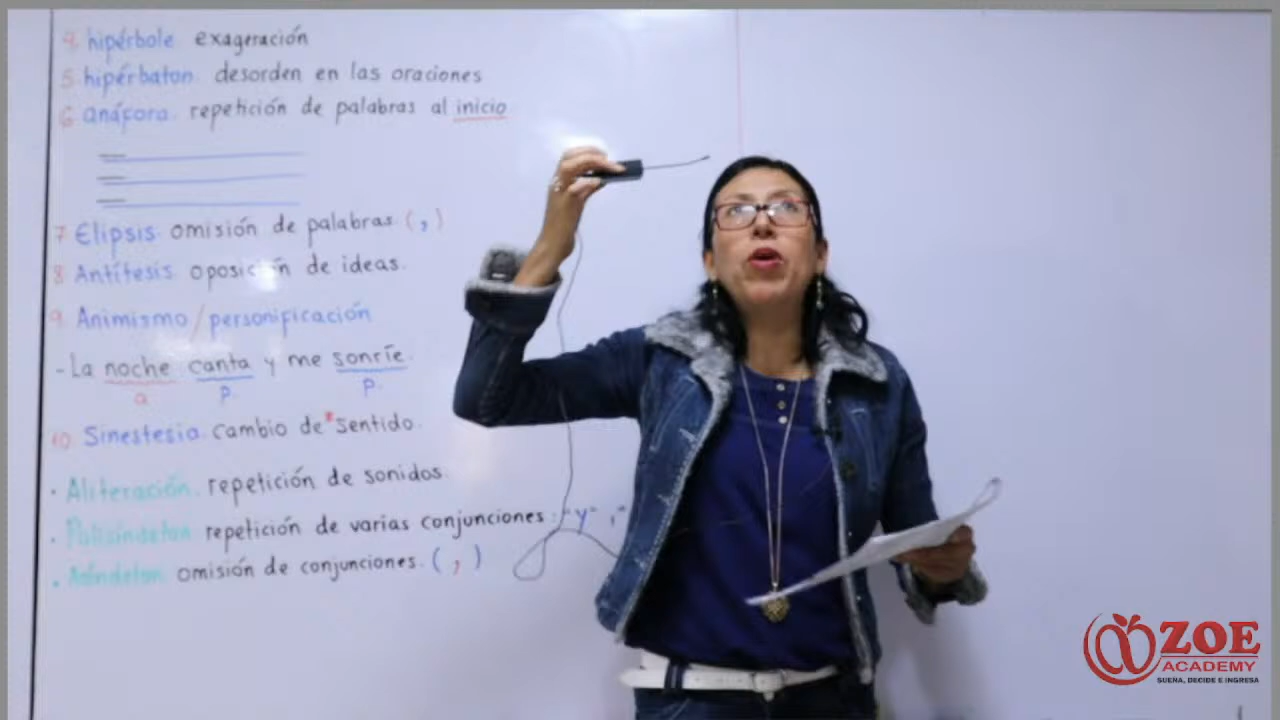 4. hipérbole. exageración
5. hipérbaton. desorden en las oraciones
6. anáfora. repetición de palabras al inicio
7 Elipsis. omisión de palabras. ( , )
8 Antítesis. oposición de ideas.
9. Animismo / personificación
- La noche canta y me sonríe.
a p. p.
10. Sinestesia. cambio de * sentido.
• Aliteración. repetición de sonidos.
• Polisíndeton repetición de varias conjunciones: "y", "
• Asíndeton omisión de conjunciones. ( , )
ZOE
ACADEMY
SUEÑA, DECIDE E INGRESA